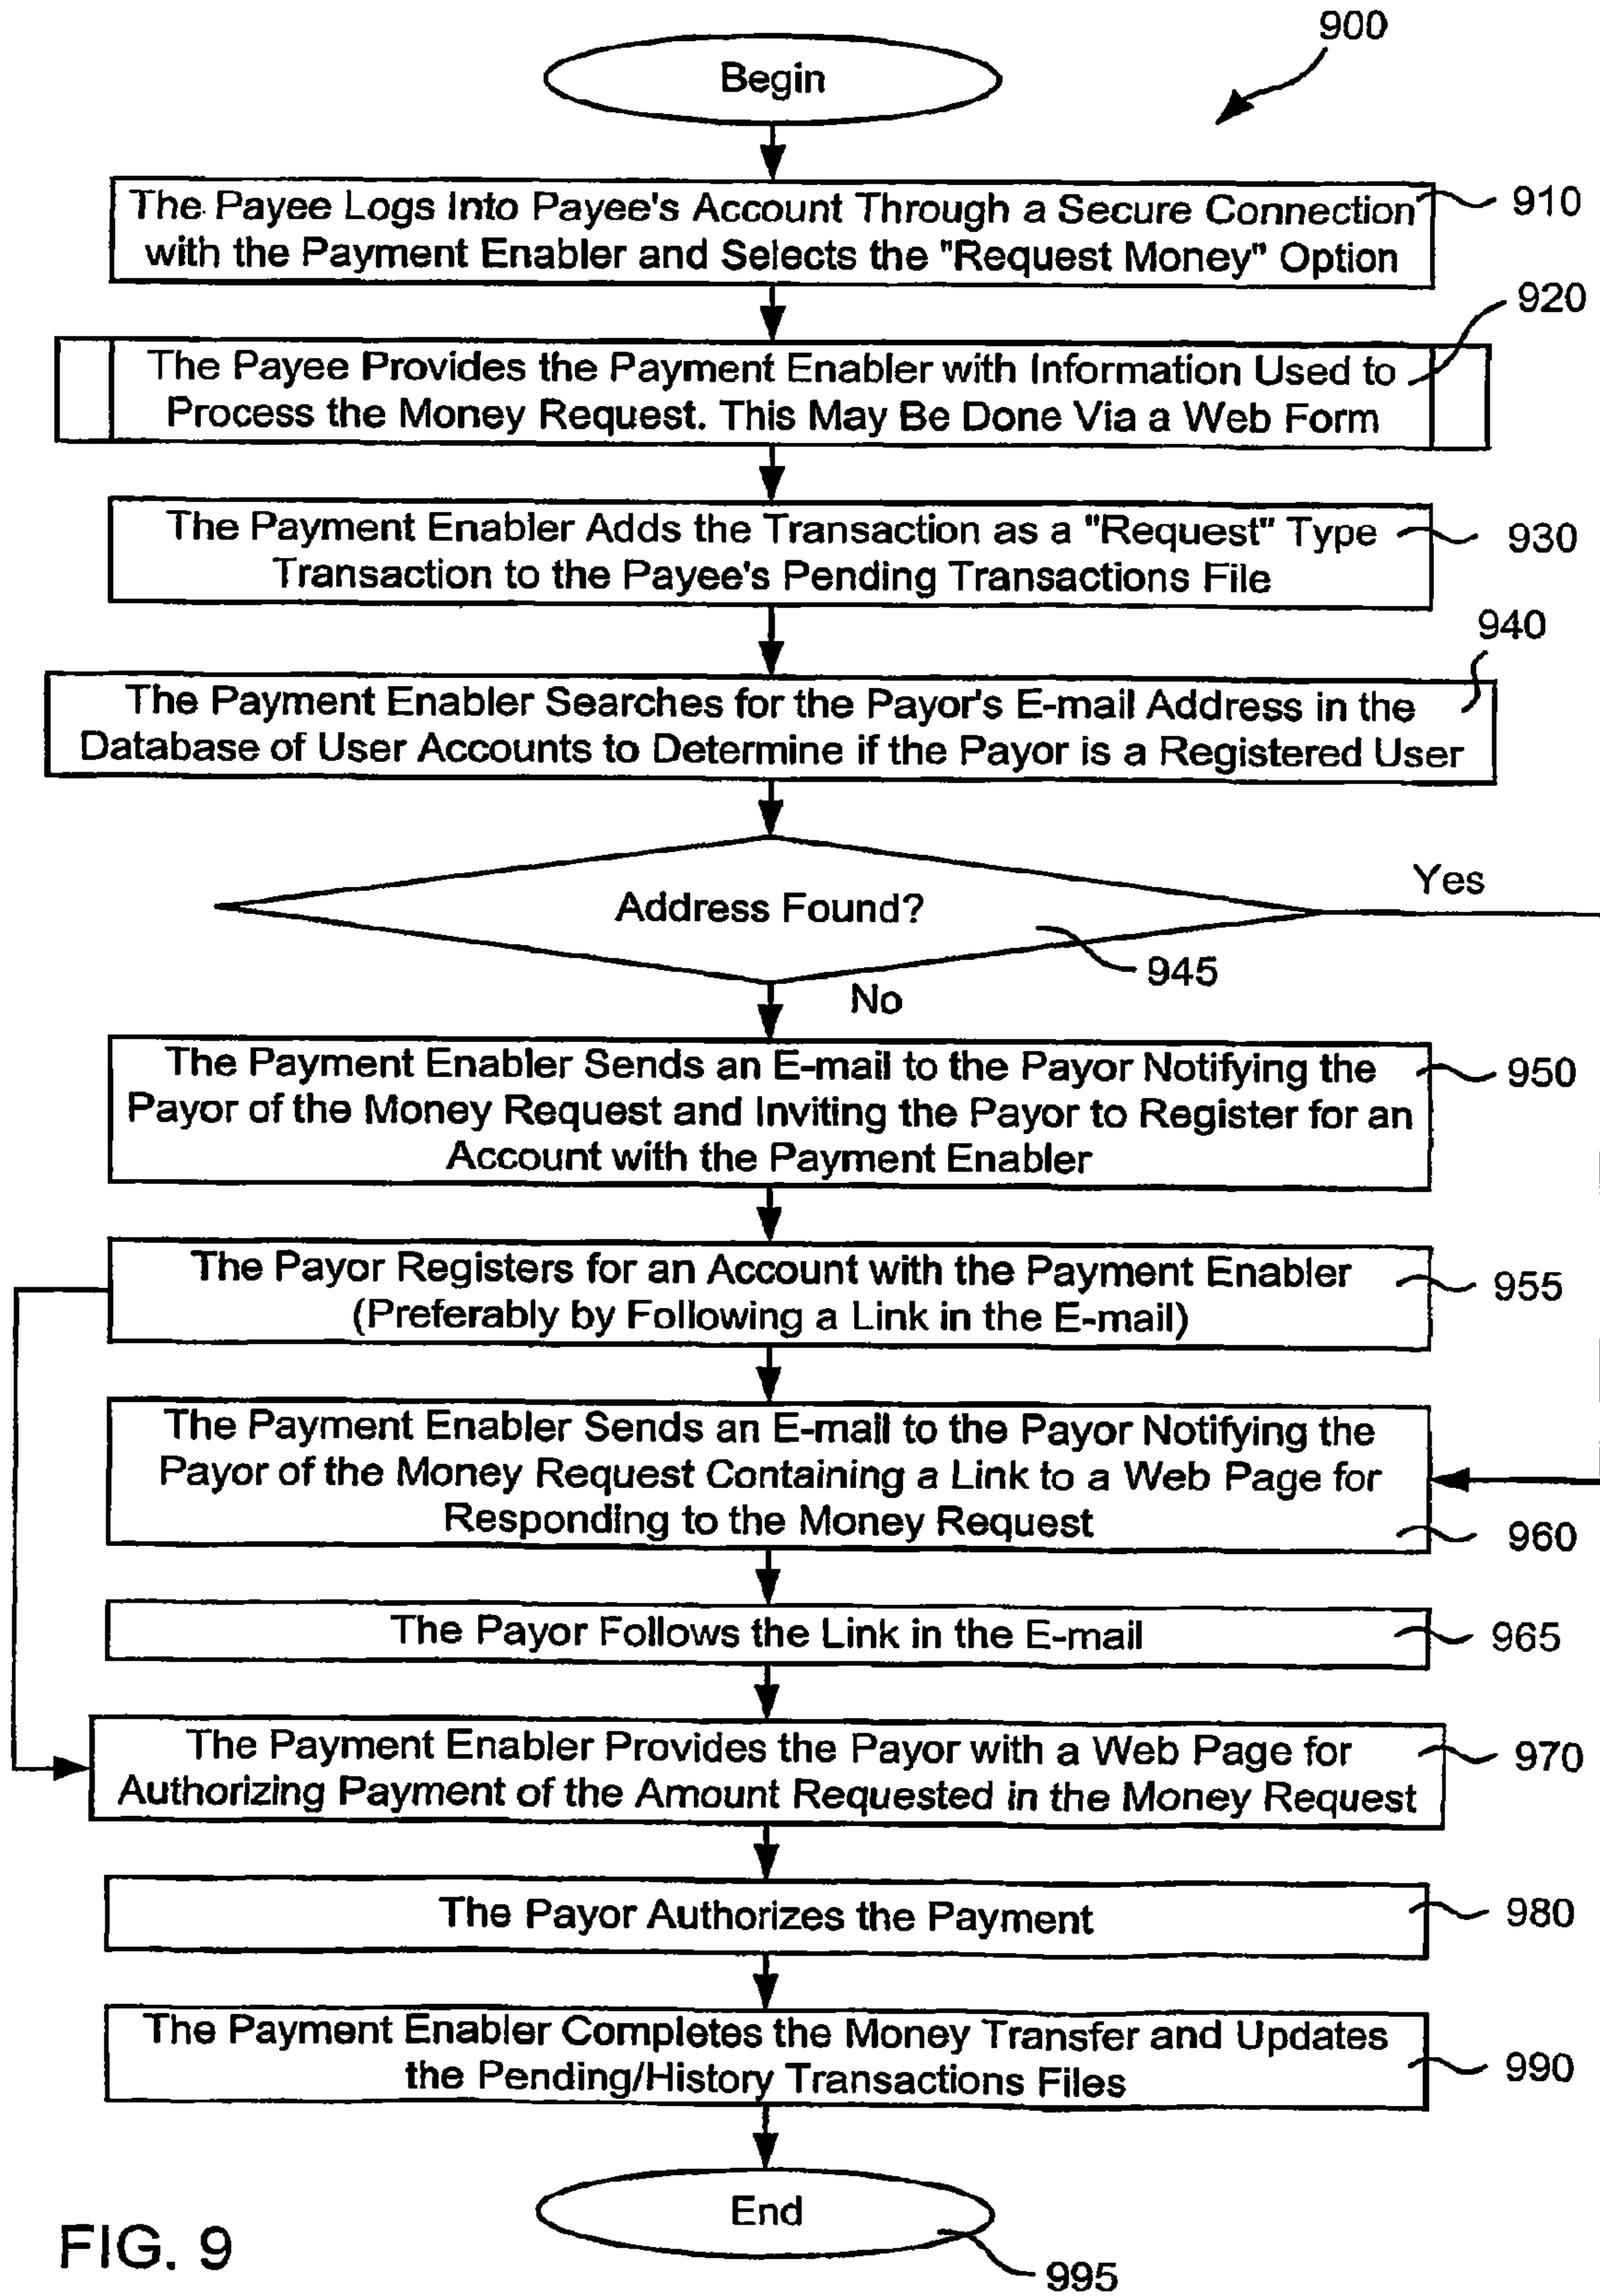 900
Begin
The Payee Logs Into Payee's Account Through a Secure Connection
with the Payment Enabler and Selects the "Request Money" Option
910
920
The Payee Provides the Payment Enabler with Information Used to
Process the Money Request. This May Be Done Via a Web Form
The Payment Enabler Adds the Transaction as a "Request" Type
Transaction to the Payee's Pending Transactions File
930
940
The Payment Enabler Searches for the Payor's E-mail Address in the
Database of User Accounts to Determine if the Payor is a Registered User
Address Found?
Yes
945
No
The Payment Enabler Sends an E-mail to the Payor Notifying the
Payor of the Money Request and Inviting the Payor to Register for an
Account with the Payment Enabler
950
The Payor Registers for an Account with the Payment Enabler
(Preferably by Following a Link in the E-mail)
955
The Payment Enabler Sends an E-mail to the Payor Notifying the
Payor of the Money Request Containing a Link to a Web Page for
Responding to the Money Request
960
The Payor Follows the Link in the E-mail
965
The Payment Enabler Provides the Payor with a Web Page for
Authorizing Payment of the Amount Requested in the Money Request
970
The Payor Authorizes the Payment
980
The Payment Enabler Completes the Money Transfer and Updates
the Pending/History Transactions Files
990
End
995
FIG. 9